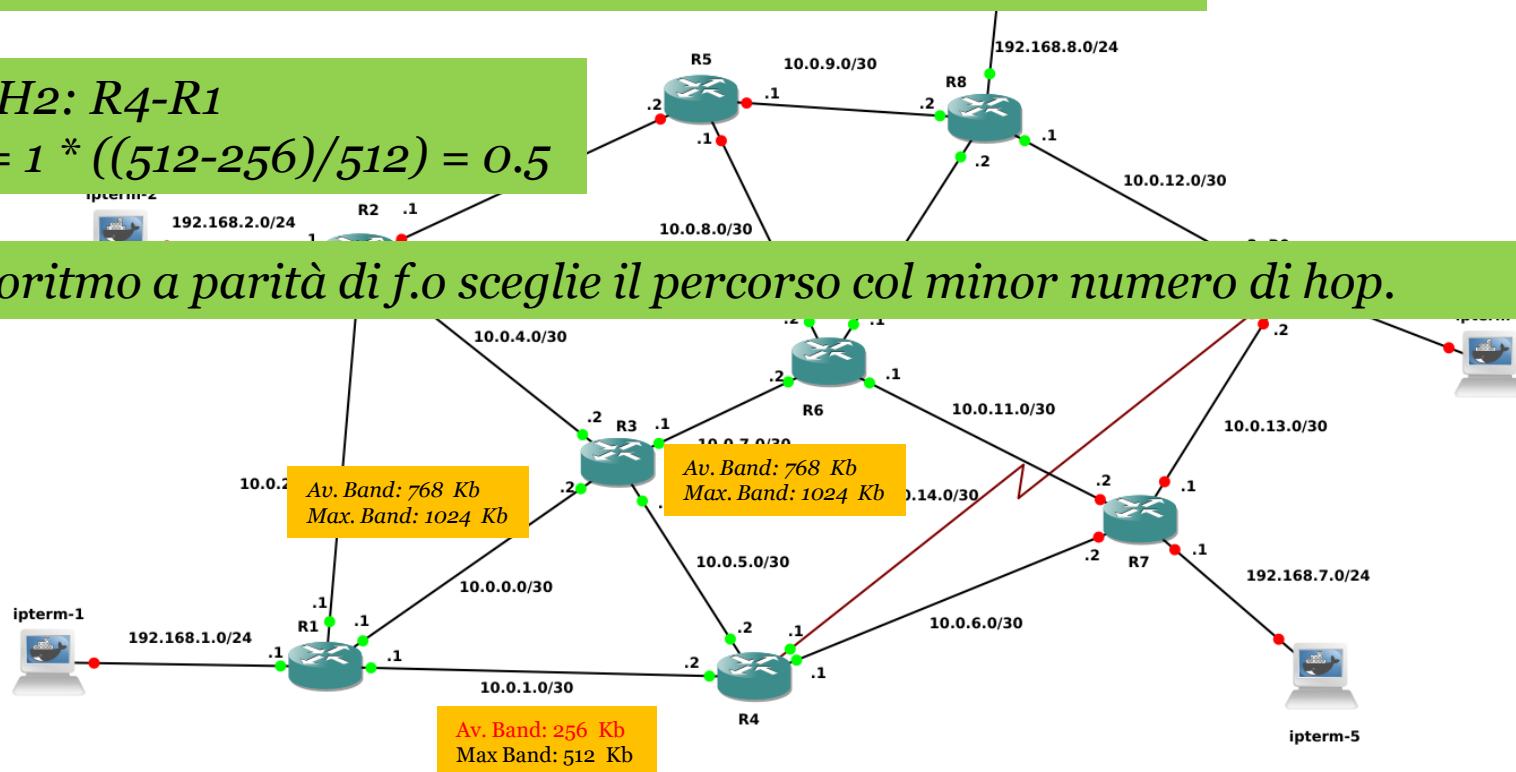 192.168.8.0/24
R5
10.0.9.0/30
R8
H2: R4-R1
= 1 * ((512-256)/512) = 0.5
.2
.1
.2
.1
.1
.2
10.0.12.0/30
192.168.2.0/24
R2
.1
10.0.8.0/30
oritmo a parità di f.o sceglie il percorso col minor numero di hop.
.2
.1
.2
10.0.4.0/30
.2
.1
R6
10.0.11.0/30
.2
R3
.1
10.0.13.0/30
10.0.2
Av. Band: 768 Kb
Max. Band: 1024 Kb
.2
Av. Band: 768 Kb
Max. Band: 1024 Kb
.14.0/30
.2
.1
R7
.2
.1
10.0.5.0/30
10.0.0.0/30
192.168.7.0/24
ipterm-1
192.168.1.0/24
.1
R1
.1
.1
.1
10.0.1.0/30
.2
.2
.1
.1
R4
10.0.6.0/30
Av. Band: 256 Kb
Max Band: 512 Kb
ipterm-5